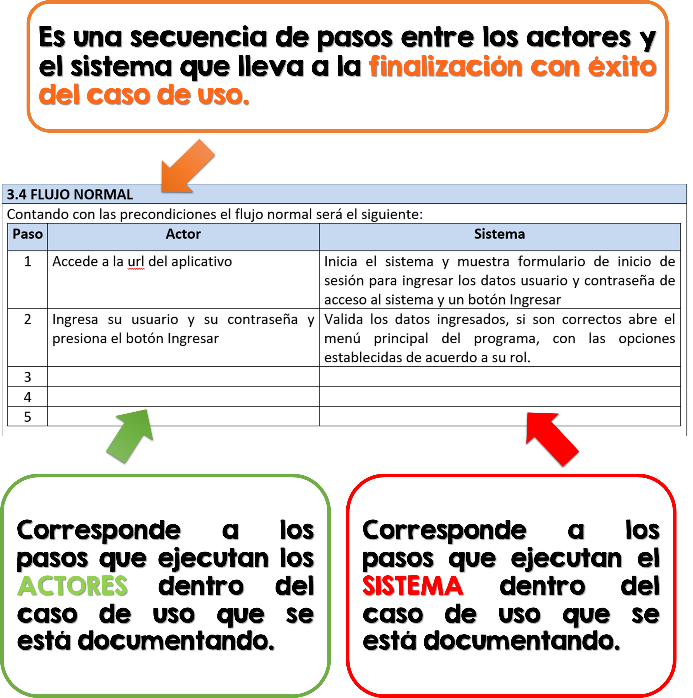 Es una secuencia de pasos entre los actores y
el sistema que lleva a la finalización con éxito
del caso de uso.
3.4 FLUJO NORMAL
Contando con las precondiciones el flujo normal será el siguiente:
Paso Actor Sistema
1 Accede a la url del aplicativo Inicia el sistema y muestra formulario de inicio de
sesión para ingresar los datos usuario y contraseña de
acceso al sistema y un botón Ingresar
2 Ingresa su usuario y su contraseña y Valida los datos ingresados, si son correctos abre el
presiona el botón Ingresar menú principal del programa, con las opciones
establecidas de acuerdo a su rol.
3
4
5
Corresponde a los
pasos que ejecutan los
ACTORES dentro del
caso de uso que se
está documentando.
Corresponde a los
pasos que ejecutan el
SISTEMA dentro del
caso de uso que se
está documentando.